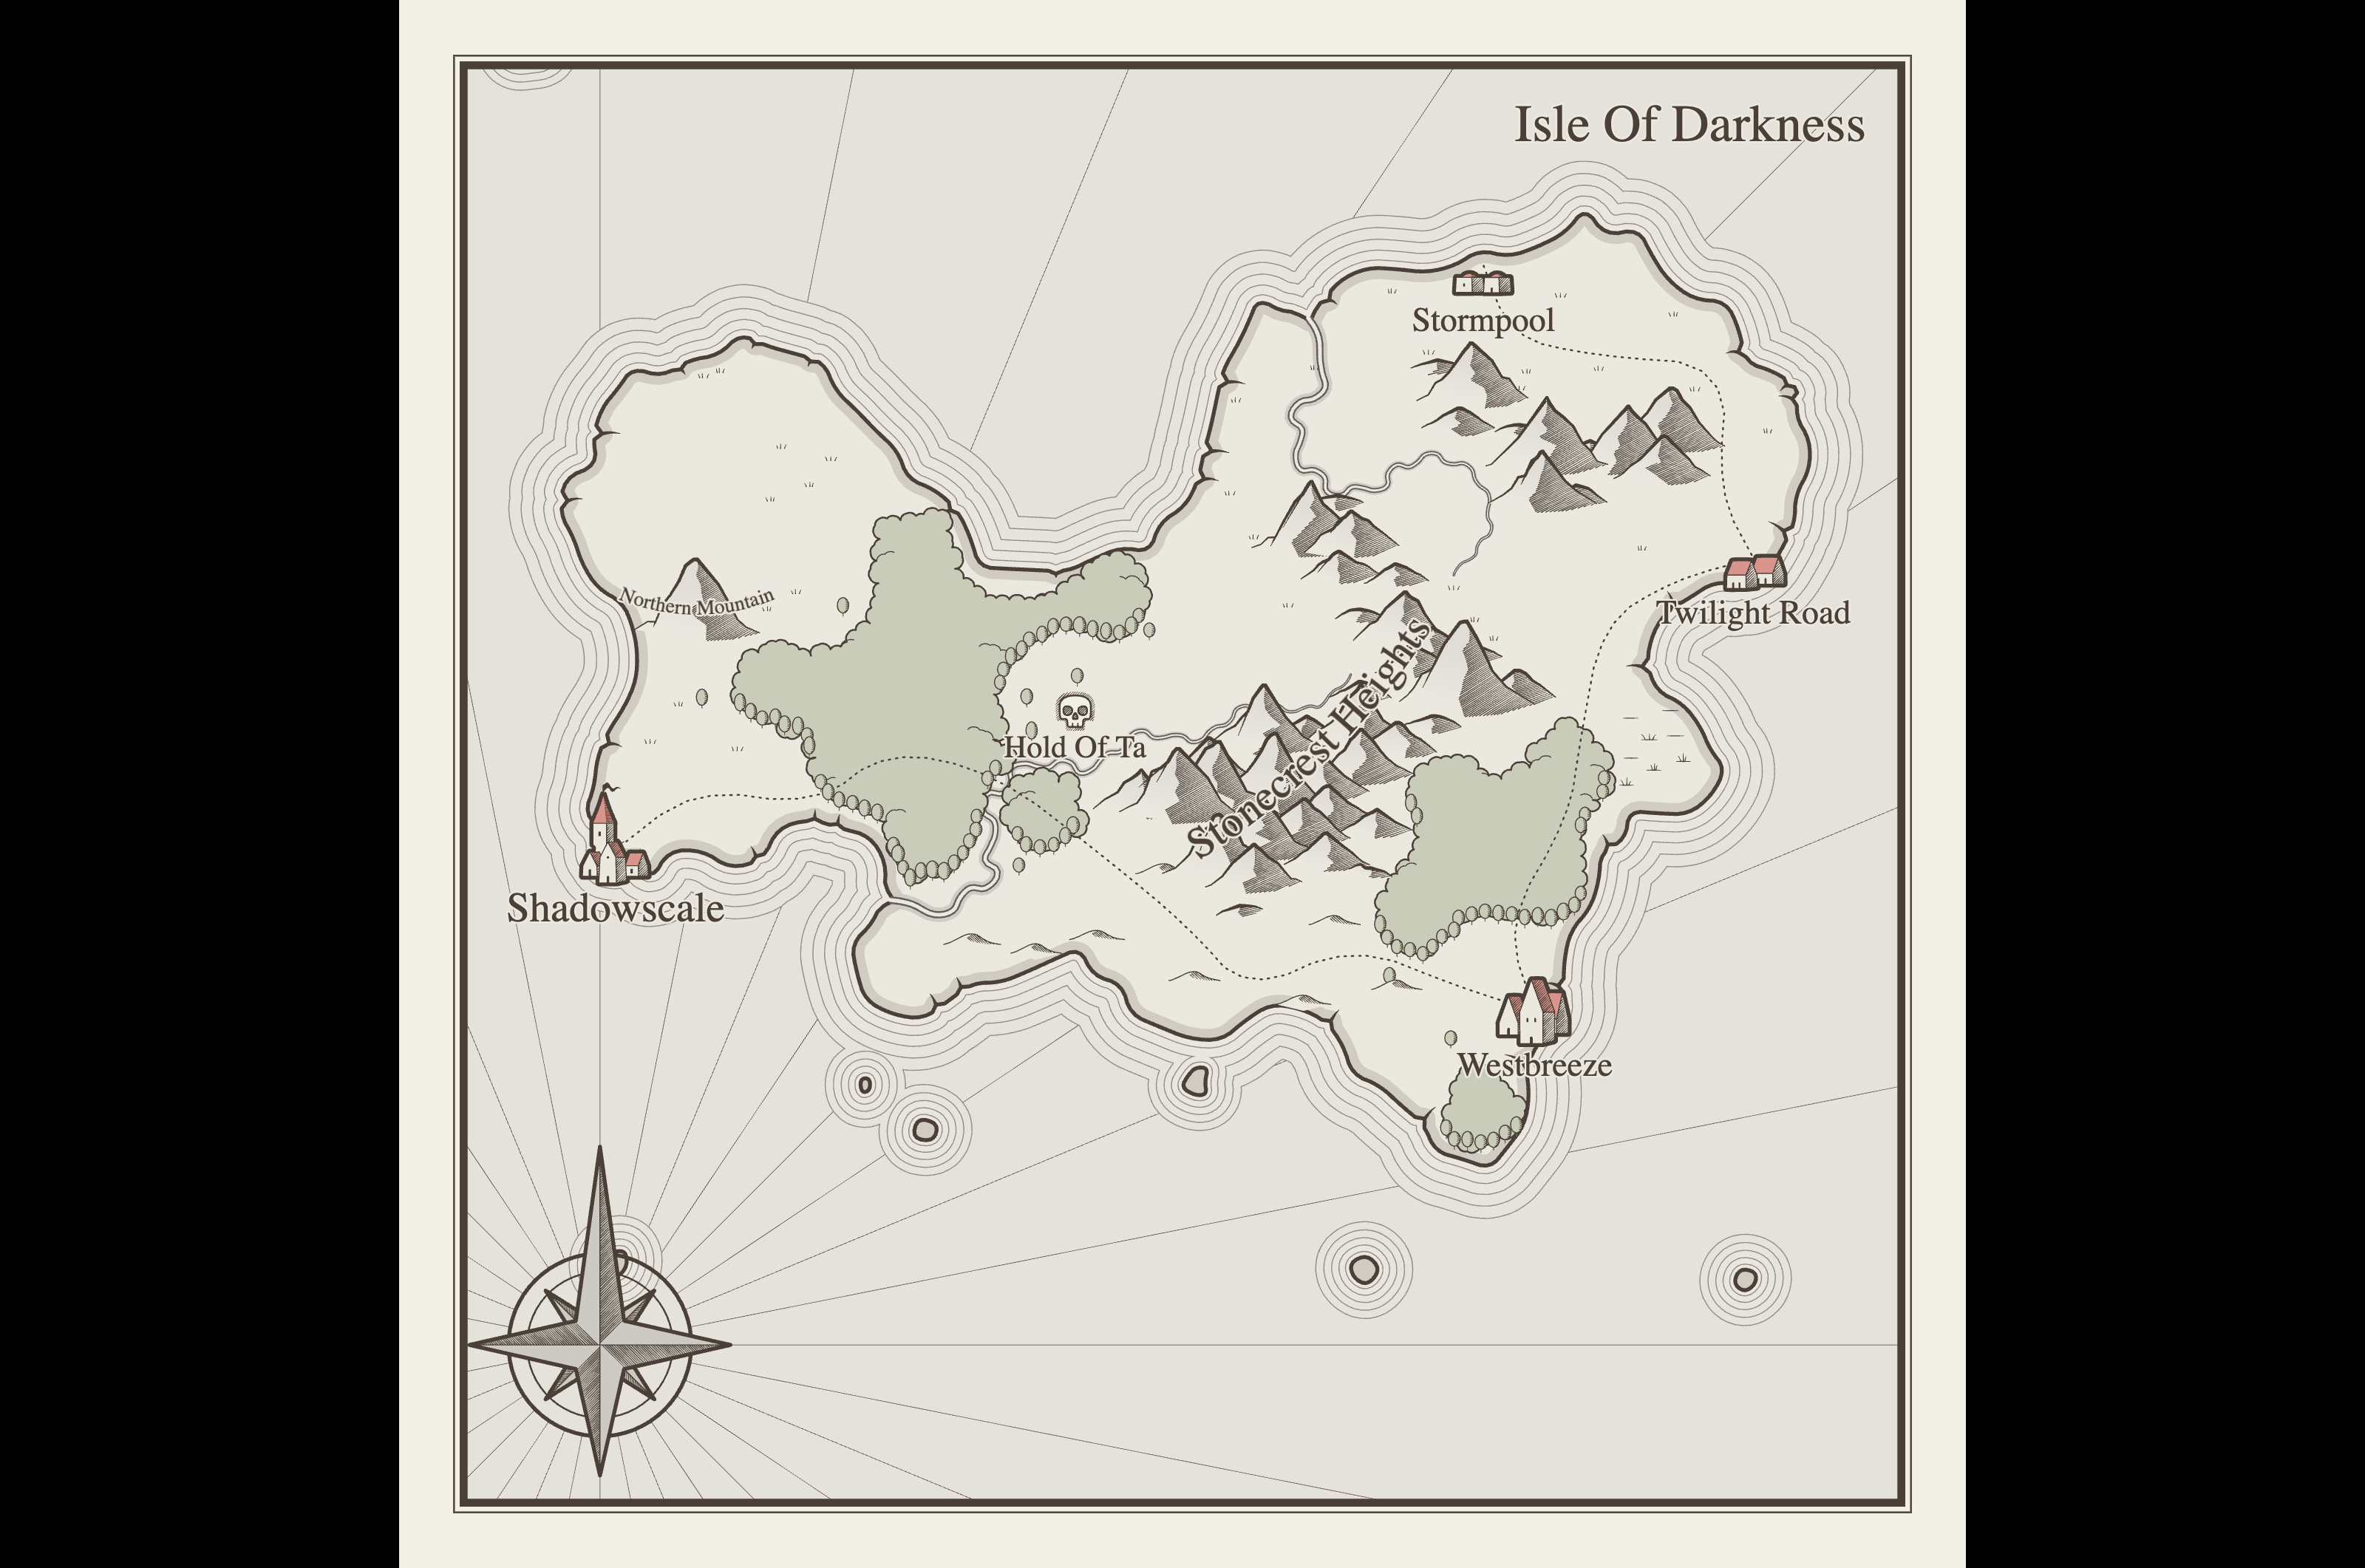 Isle Of Darkness
Stormpool
Northern Mountain
Twilight Road
Hold Of Ta
Stonecrest Heights
Shadowscale
Westbreeze